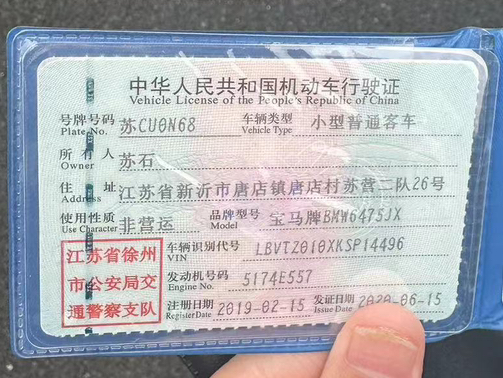 中华人民共和国机动车行驶证
Vehicle License of the People's Republic of China
号牌号码 苏CU0N68 车辆类型 小型普通客车
Plate No. Vehicle Type
所有人 苏石
Owner
住址 江苏省新沂市唐店镇唐店村苏营二队26号
Address
使用性质 非营运 品牌型号 宝马牌BMW6475JX
Use Character Model
江苏省徐州
市公安局交
通警察支队
车辆识别代号 LBVTZ010XKSP14496
VIN
发动机号码 5174E557
Engine No.
注册日期 2019-02-15 发证日期 2020-06-15
Register Date Issue Date